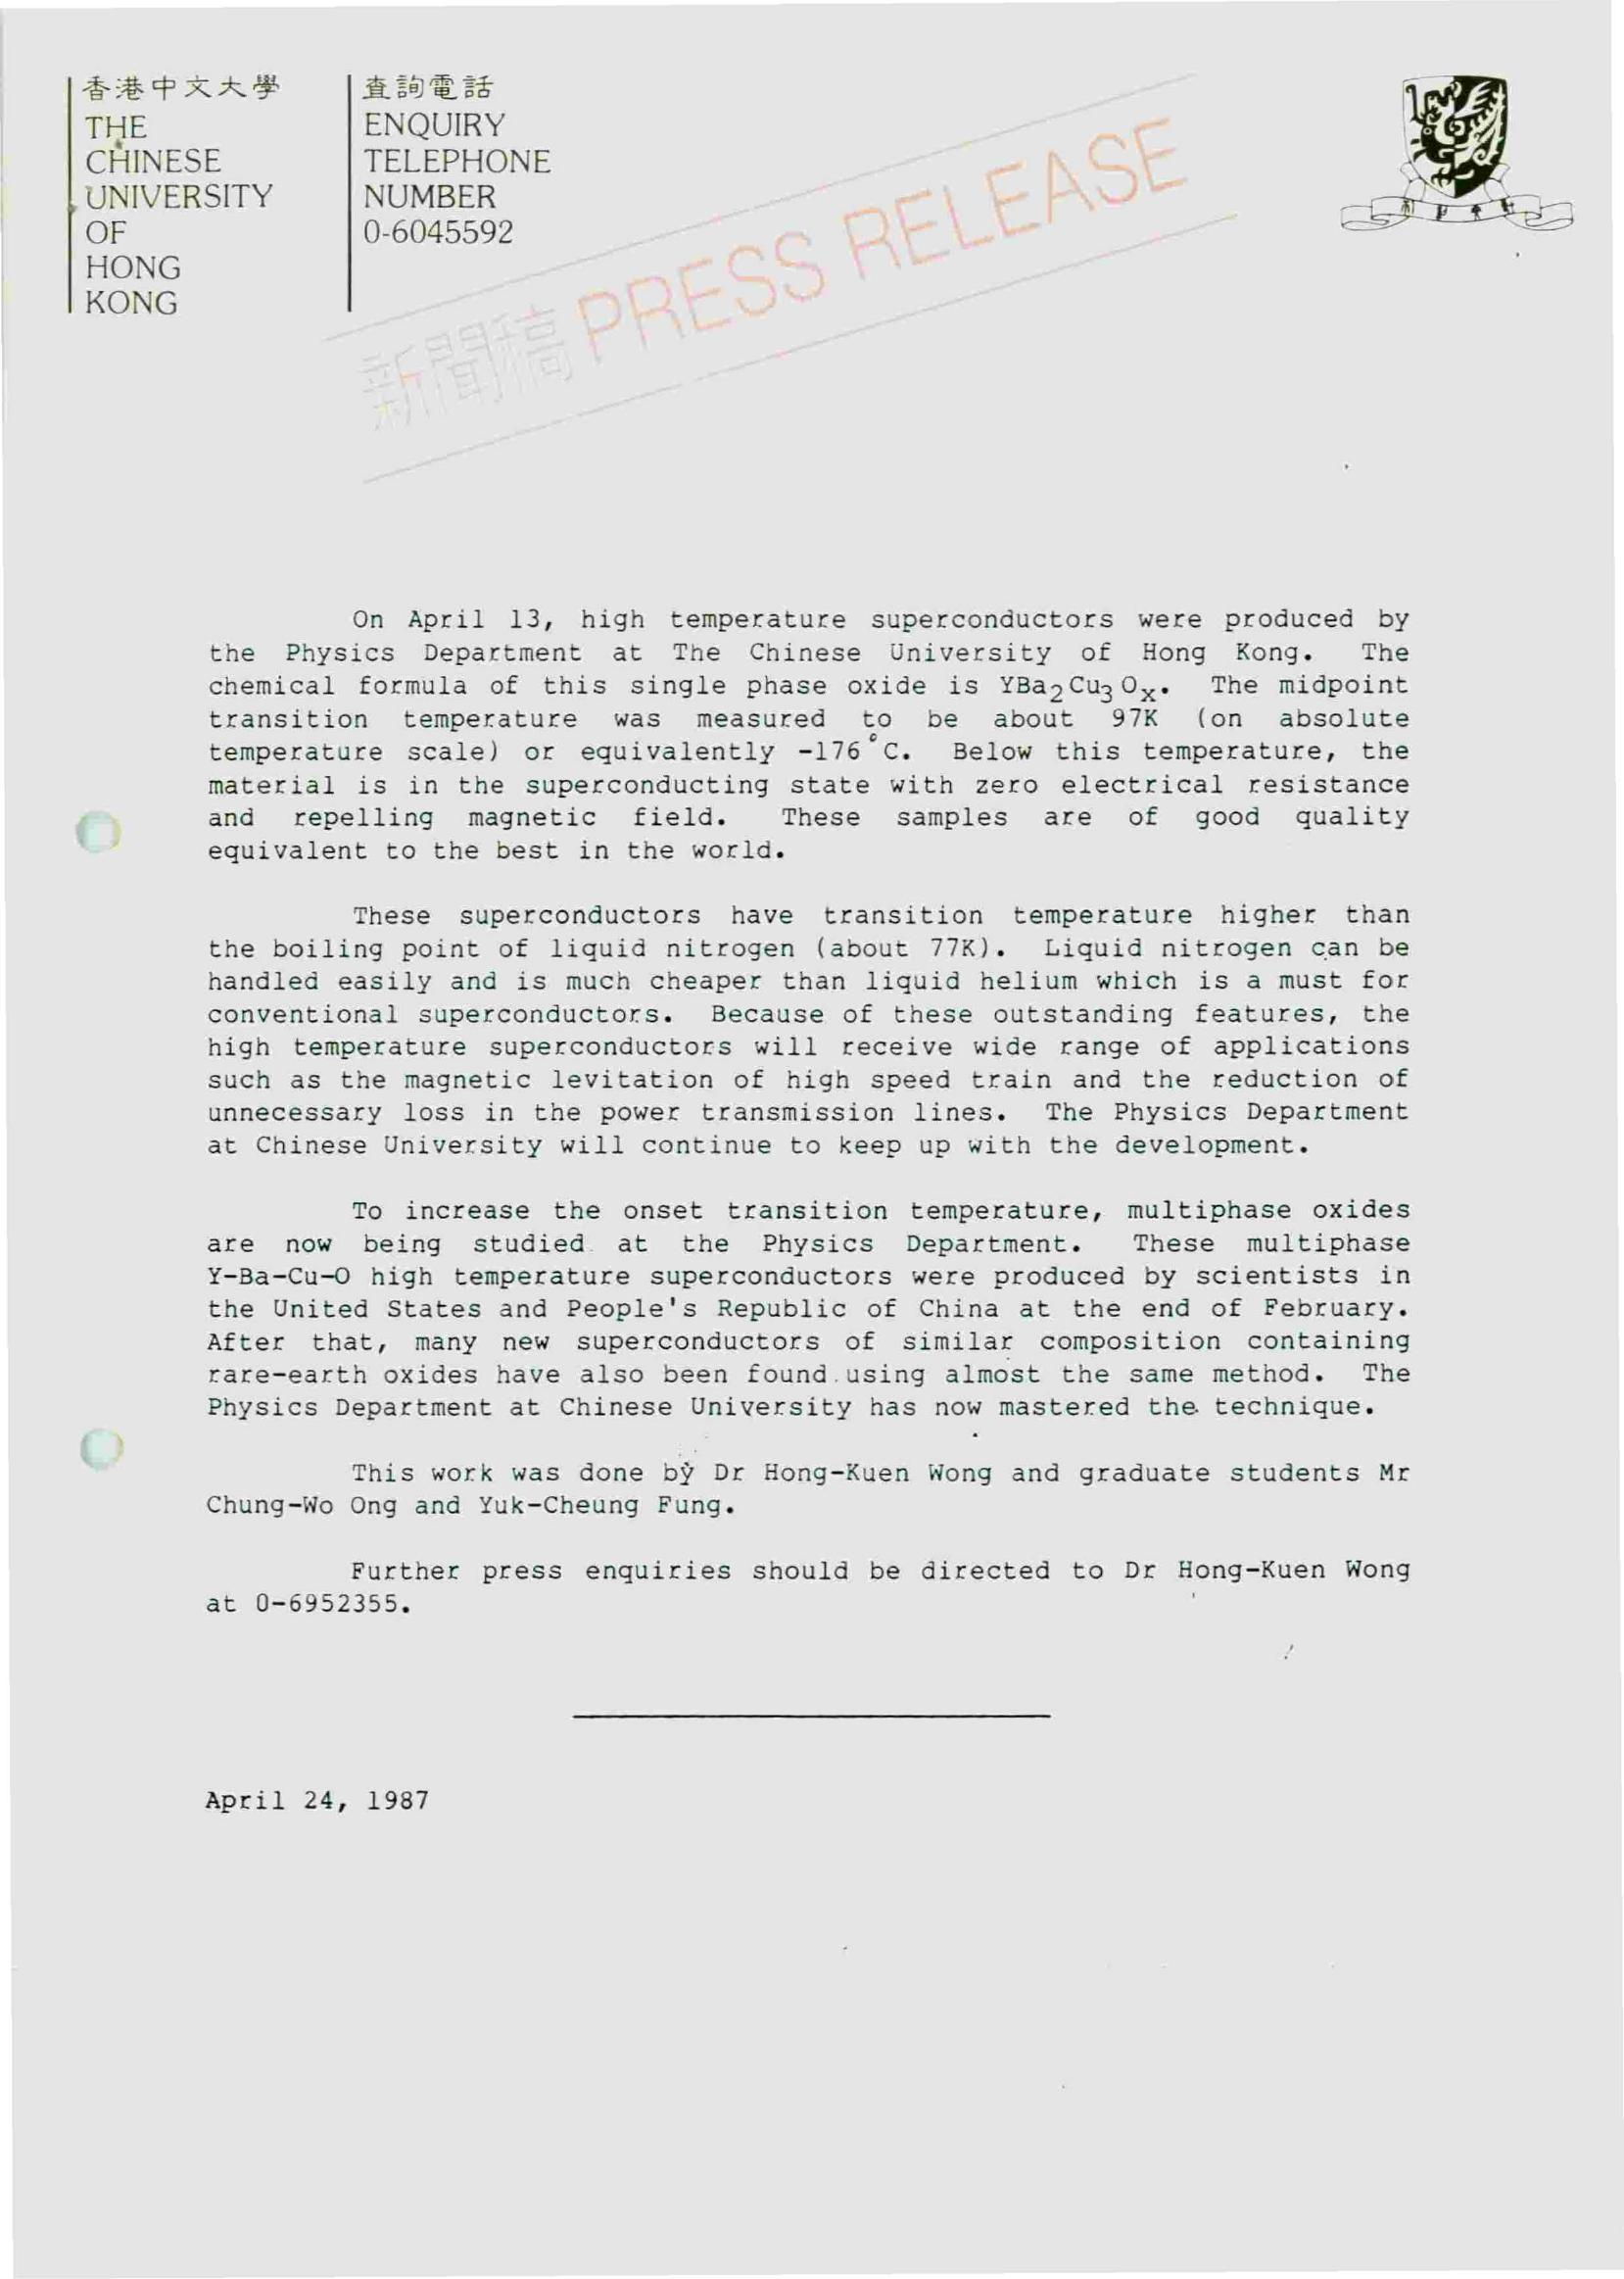 香港中文大學
THE
CHINESE
UNIVERSITY
OF
HONG
KONG
查詢電話
ENQUIRY
TELEPHONE
NUMBER
0-6045592
新聞稿 PRESS RELEASE
On April 13, high temperature superconductors were produced by
the Physics Department at The Chinese University of Hong Kong. The
chemical formula of this single phase oxide is YBa₂Cu₃Oₓ. The midpoint
transition temperature was measured to be about 97K (on absolute
temperature scale) or equivalently -176°C. Below this temperature, the
material is in the superconducting state with zero electrical resistance
and repelling magnetic field. These samples are of good quality
equivalent to the best in the world.
These superconductors have transition temperature higher than
the boiling point of liquid nitrogen (about 77K). Liquid nitrogen can be
handled easily and is much cheaper than liquid helium which is a must for
conventional superconductors. Because of these outstanding features, the
high temperature superconductors will receive wide range of applications
such as the magnetic levitation of high speed train and the reduction of
unnecessary loss in the power transmission lines. The Physics Department
at Chinese University will continue to keep up with the development.
To increase the onset transition temperature, multiphase oxides
are now being studied at the Physics Department. These multiphase
Y-Ba-Cu-O high temperature superconductors were produced by scientists in
the United States and People's Republic of China at the end of February.
After that, many new superconductors of similar composition containing
rare-earth oxides have also been found using almost the same method. The
Physics Department at Chinese University has now mastered the technique.
This work was done by Dr Hong-Kuen Wong and graduate students Mr
Chung-Wo Ong and Yuk-Cheung Fung.
Further press enquiries should be directed to Dr Hong-Kuen Wong
at 0-6952355.
April 24, 1987